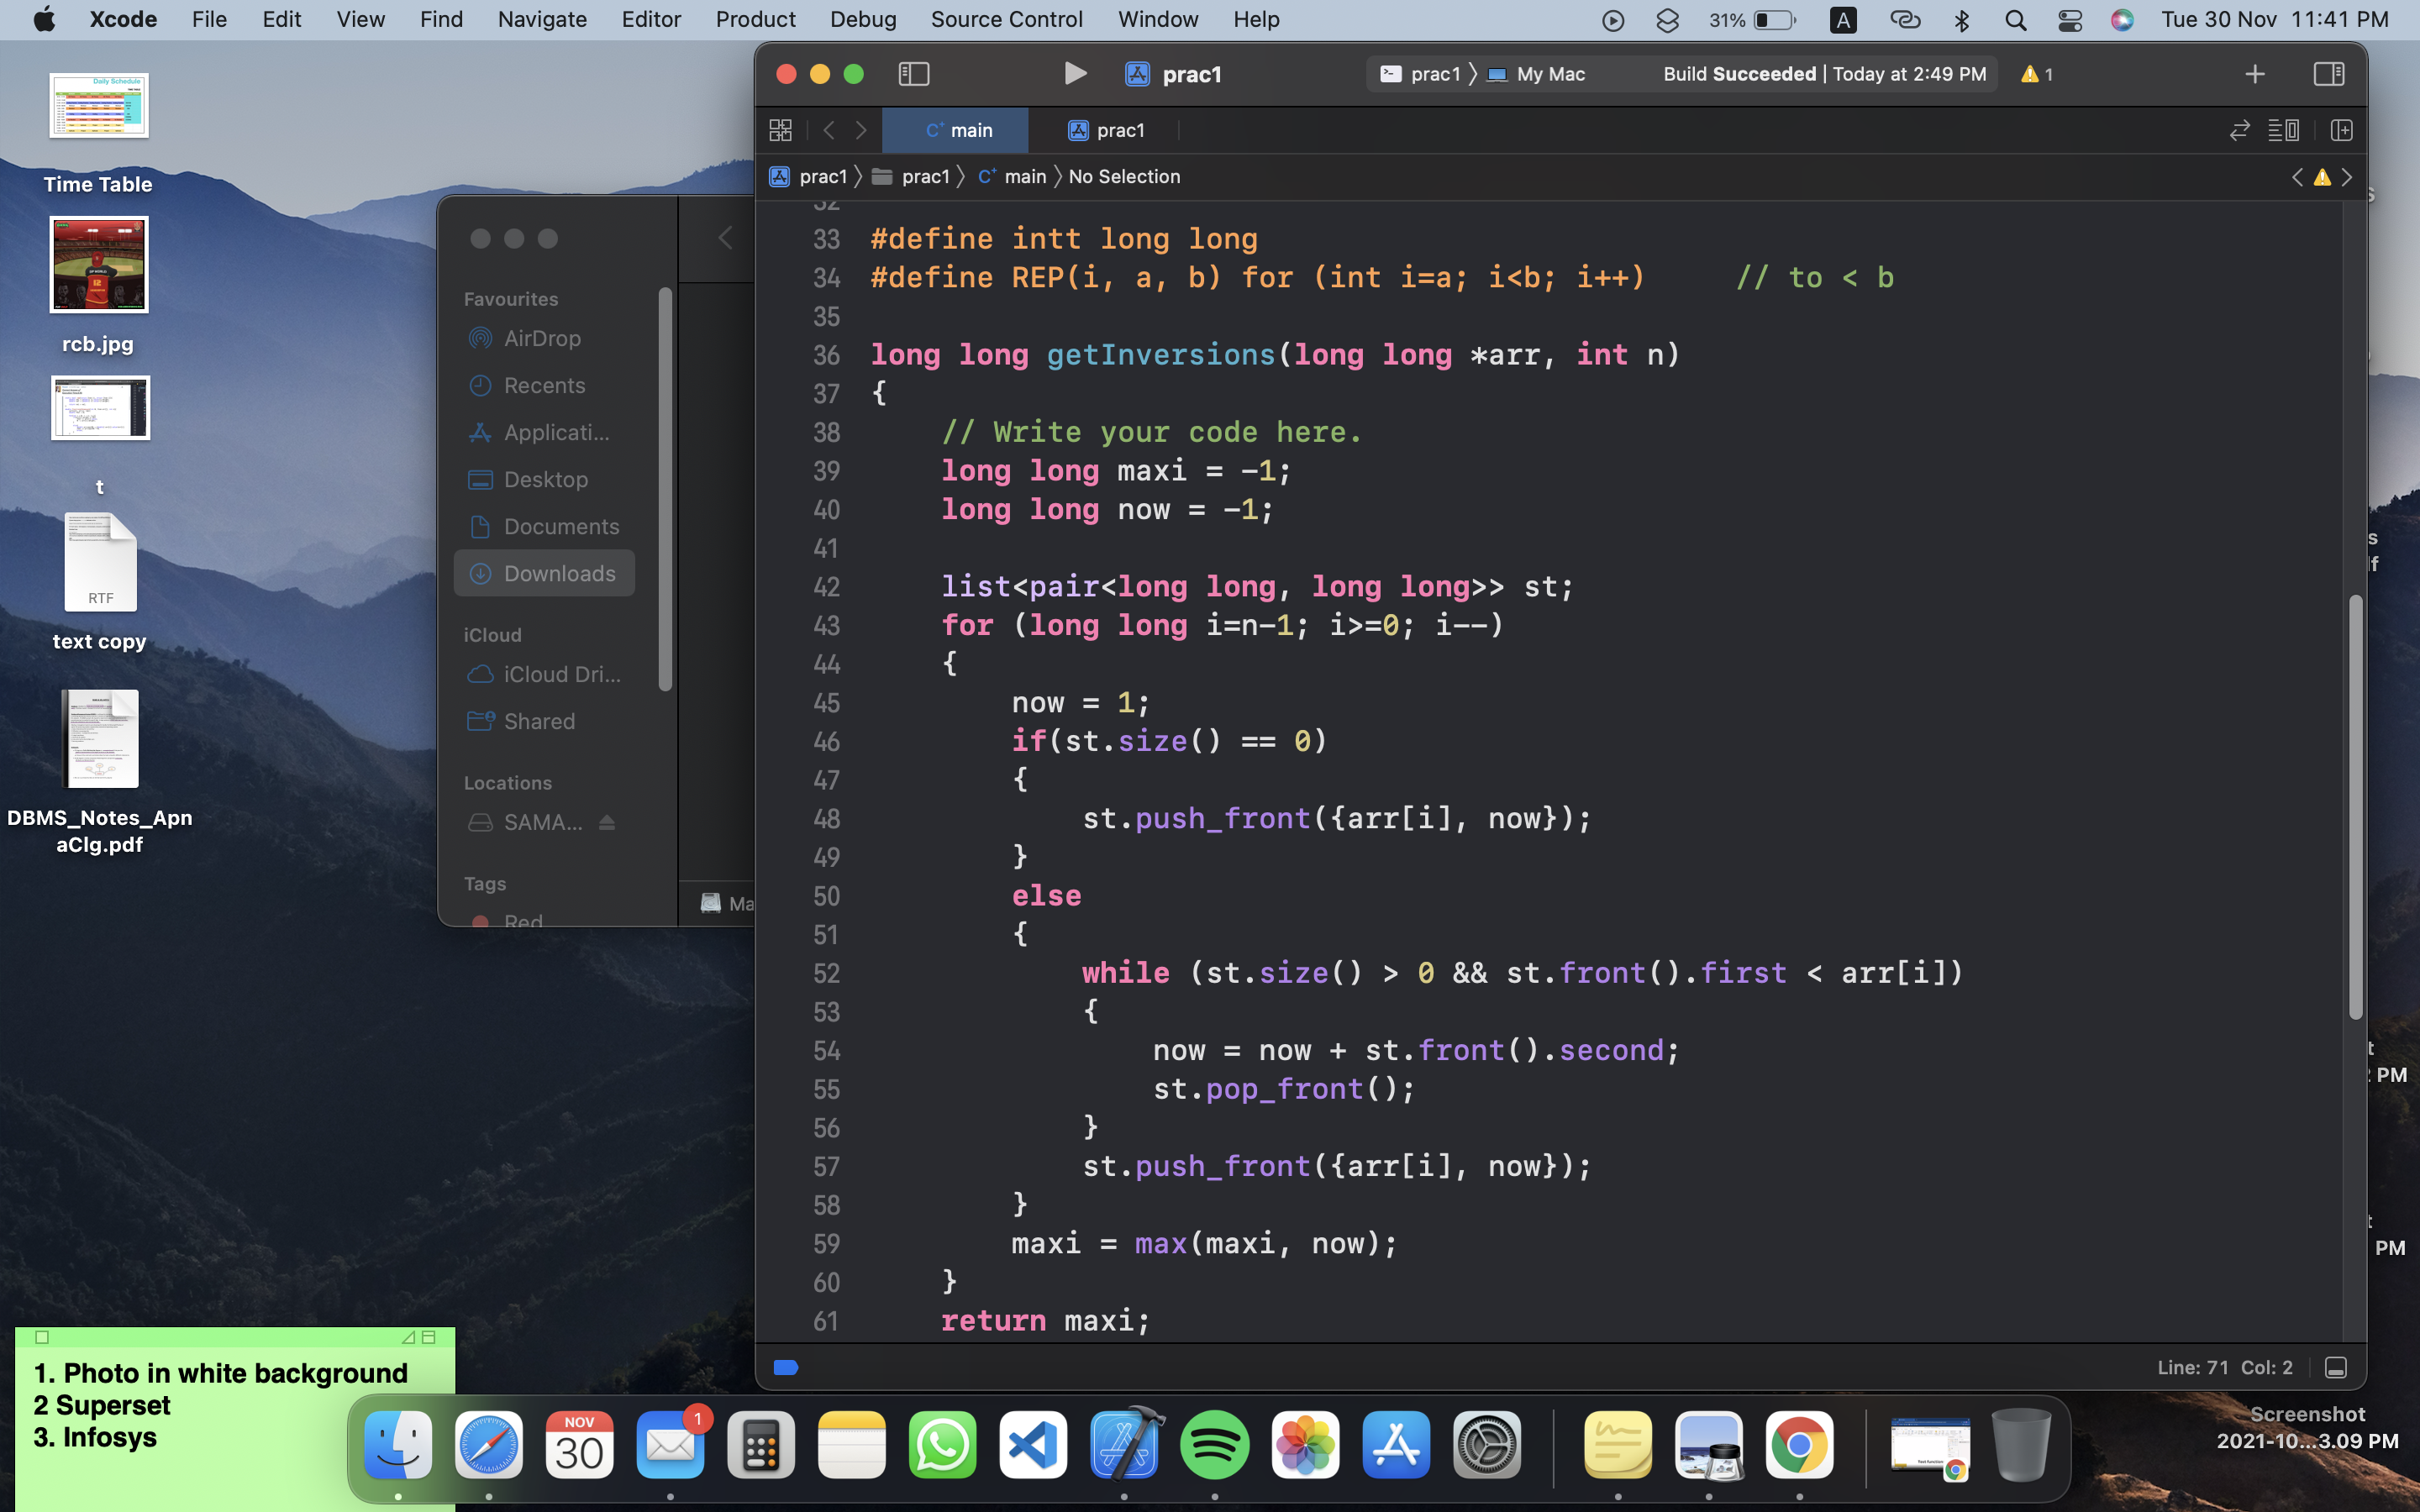 Xcode File Edit View Find Navigate Editor Product Debug Source Control Window Help 31% A Tue 30 Nov 11:41 PM
Daily Schedule
Time Table
rcb.jpg
t
RTF
text copy
DBMS_Notes_Apn
aClg.pdf
Favourites
AirDrop
Recents
Applicati...
Desktop
Documents
Downloads
iCloud
iCloud Dri...
Shared
Locations
SAMA...
Tags
Red
Ma
prac1 prac1 〉 My Mac Build Succeeded | Today at 2:49 PM 1
C+ main prac1
prac1 〉 prac1 〉 C+ main 〉 No Selection
32
33 #define intt long long
34 #define REP(i, a, b) for (int i=a; i<b; i++) // to < b
35
36 long long getInversions(long long *arr, int n)
37 {
38 // Write your code here.
39 long long maxi = -1;
40 long long now = -1;
41
42 list<pair<long long, long long>> st;
43 for (long long i=n-1; i>=0; i--)
44 {
45 now = 1;
46 if(st.size() == 0)
47 {
48 st.push_front({arr[i], now});
49 }
50 else
51 {
52 while (st.size() > 0 && st.front().first < arr[i])
53 {
54 now = now + st.front().second;
55 st.pop_front();
56 }
57 st.push_front({arr[i], now});
58 }
59 maxi = max(maxi, now);
60 }
61 return maxi;
Line: 71 Col: 2
PM
PM
Screenshot
2021-10...3.09 PM
1. Photo in white background
2 Superset
3. Infosys
NOV
30
1